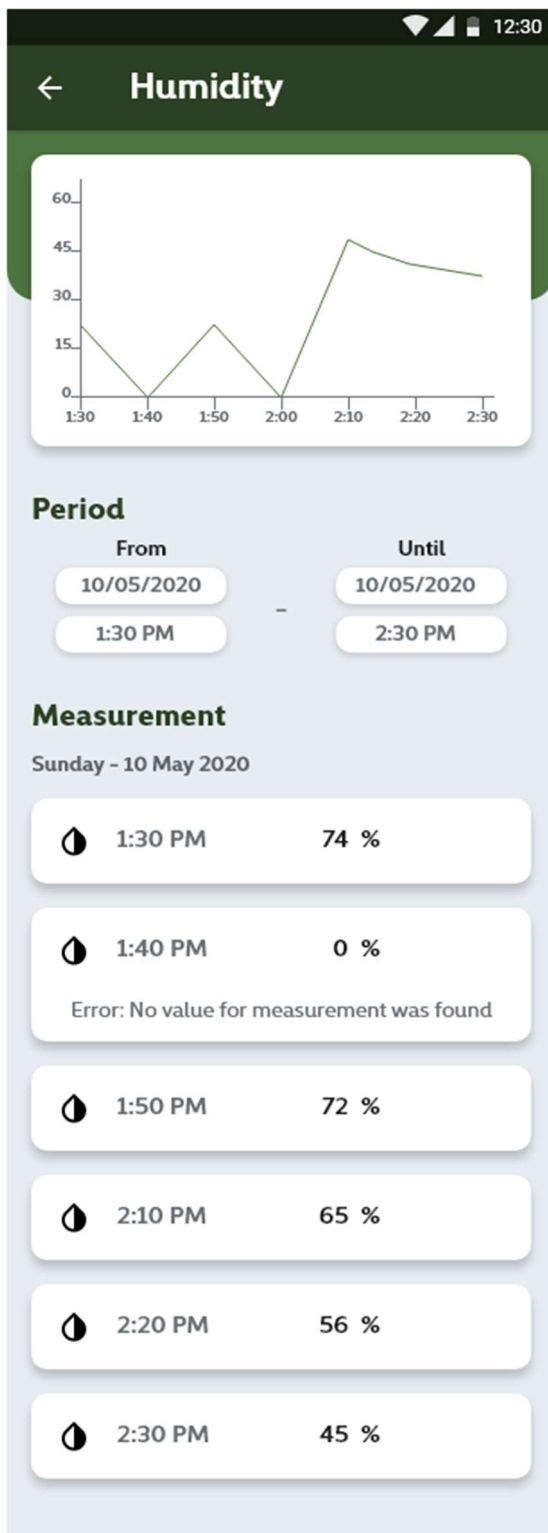 12:30
Humidity
60
45
30
15
0
1:30 1:40 1:50 2:00 2:10 2:20 2:30
Period
From Until
10/05/2020 - 10/05/2020
1:30 PM 2:30 PM
Measurement
Sunday - 10 May 2020
1:30 PM 74 %
1:40 PM 0 %
Error: No value for measurement was found
1:50 PM 72 %
2:10 PM 65 %
2:20 PM 56 %
2:30 PM 45 %